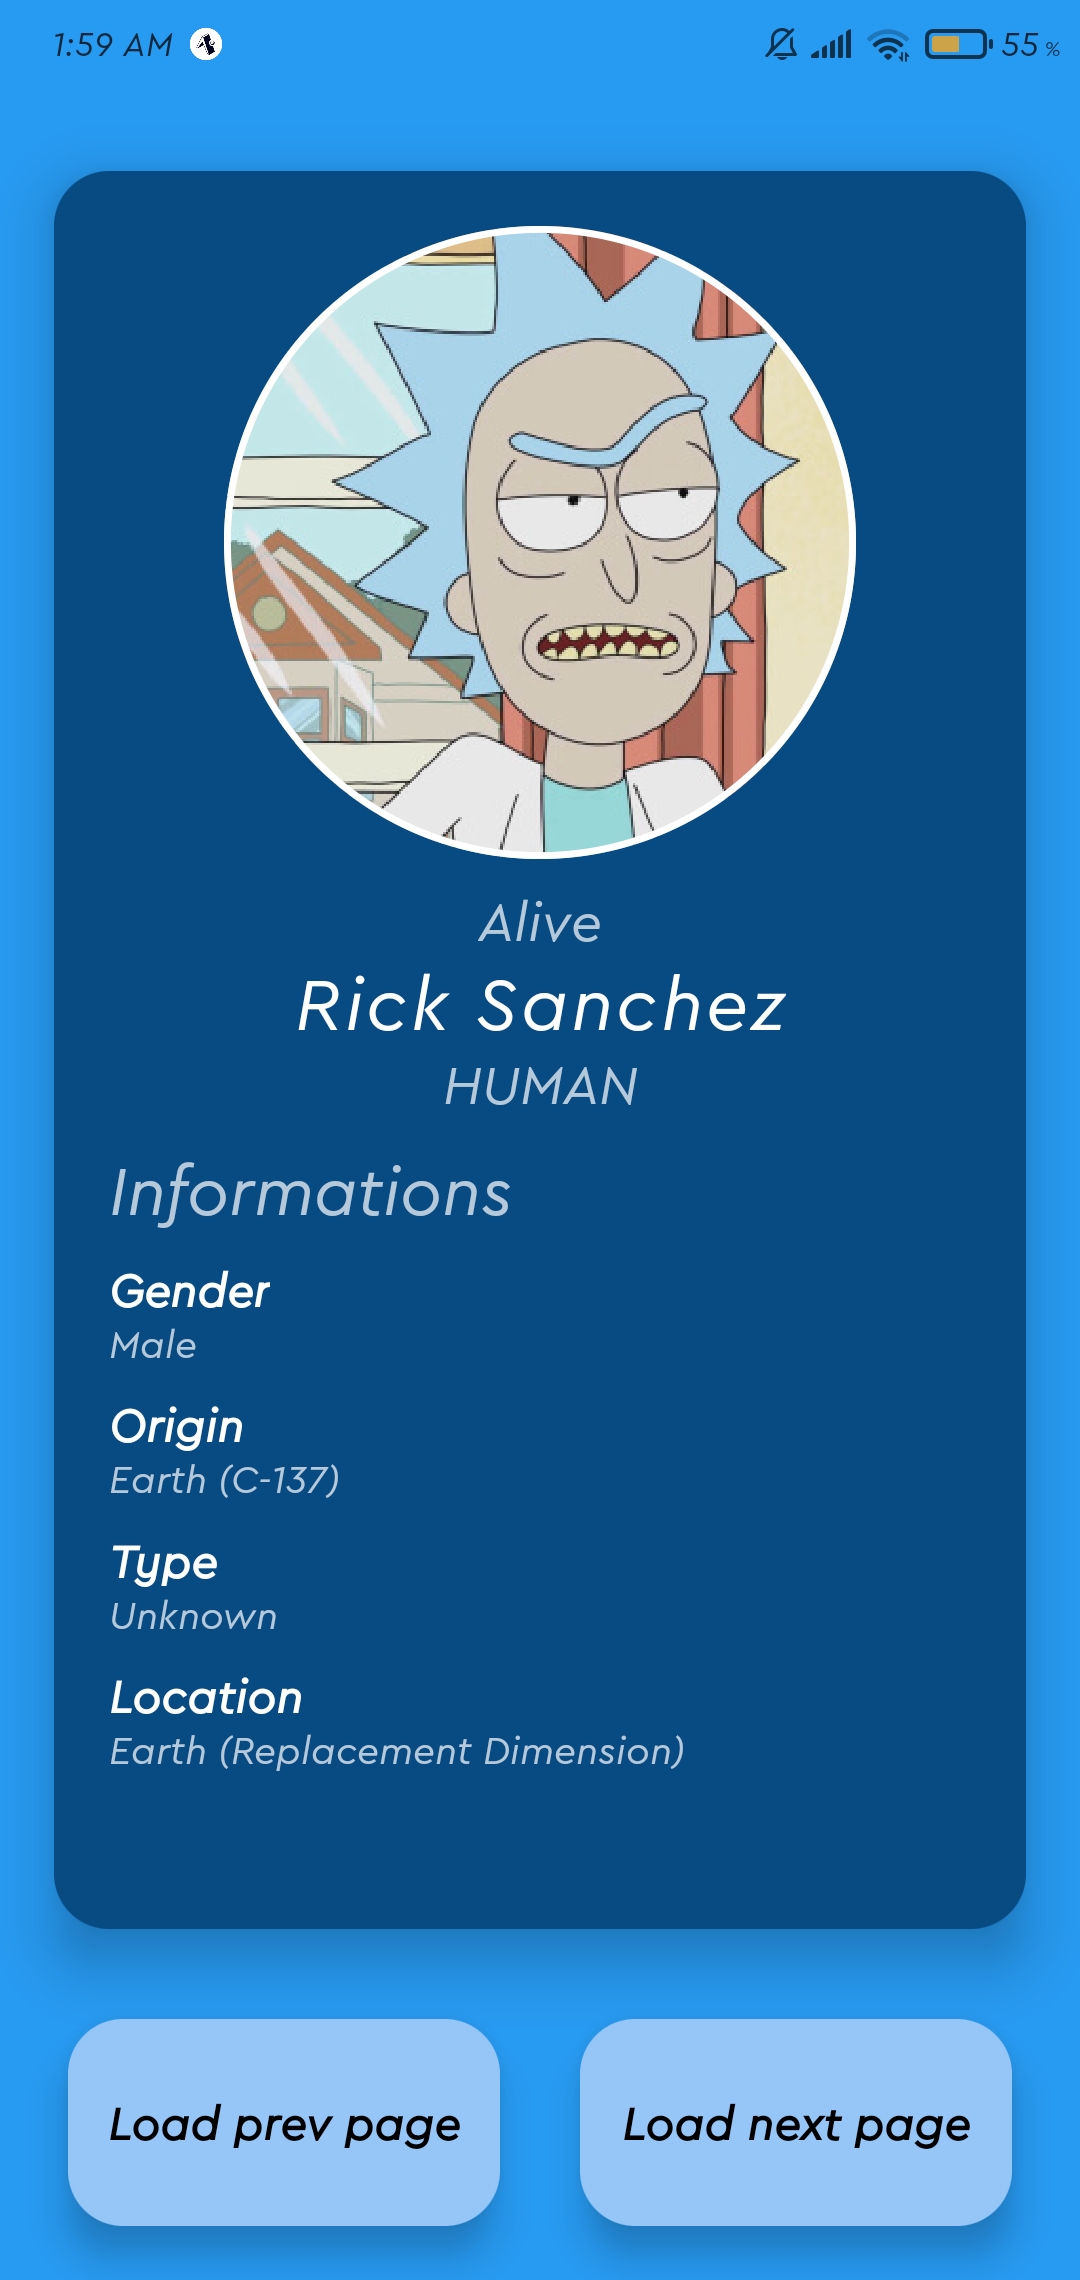 1:59 AM
55 %
Alive
Rick Sanchez
HUMAN
Informations
Gender
Male
Origin
Earth (C-137)
Type
Unknown
Location
Earth (Replacement Dimension)
Load prev page
Load next page